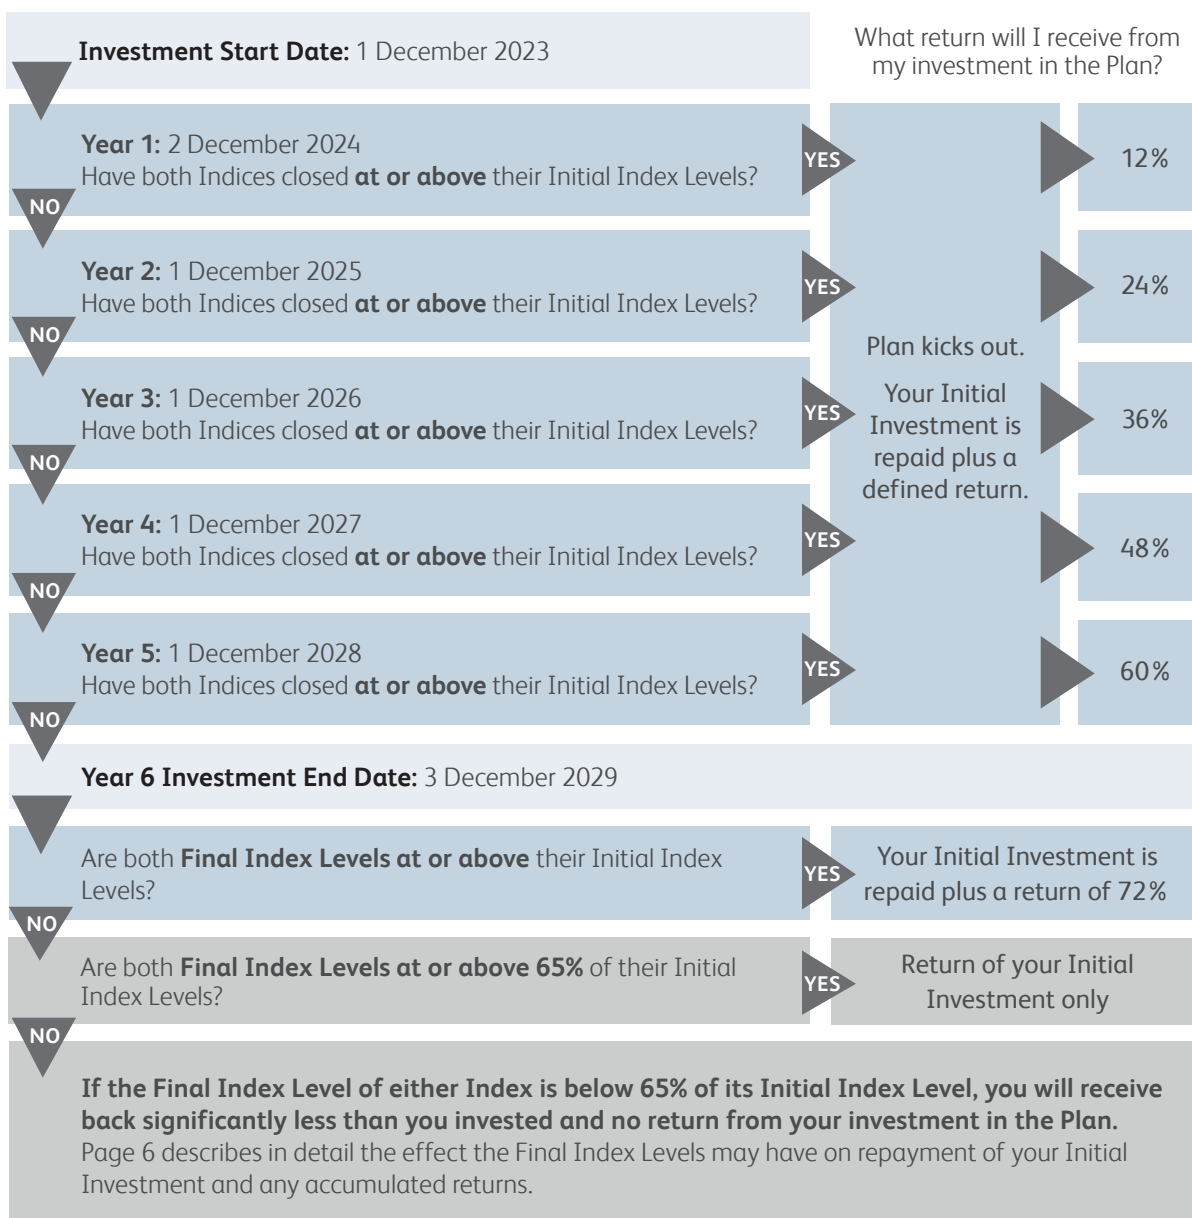 Investment Start Date: 1 December 2023
What return will I receive from
my investment in the Plan?
Year 1: 2 December 2024
Have both Indices closed at or above their Initial Index Levels?
YES
12%
NO
Year 2: 1 December 2025
Have both Indices closed at or above their Initial Index Levels?
YES
24%
NO
Year 3: 1 December 2026
Have both Indices closed at or above their Initial Index Levels?
YES
Plan kicks out.
Your Initial
Investment is
repaid plus a
defined return.
36%
NO
Year 4: 1 December 2027
Have both Indices closed at or above their Initial Index Levels?
YES
48%
NO
Year 5: 1 December 2028
Have both Indices closed at or above their Initial Index Levels?
YES
60%
NO
Year 6 Investment End Date: 3 December 2029
Are both Final Index Levels at or above their Initial Index
Levels?
YES
Your Initial Investment is
repaid plus a return of 72%
NO
Are both Final Index Levels at or above 65% of their Initial
Index Levels?
YES
Return of your Initial
Investment only
NO
If the Final Index Level of either Index is below 65% of its Initial Index Level, you will receive
back significantly less than you invested and no return from your investment in the Plan.
Page 6 describes in detail the effect the Final Index Levels may have on repayment of your Initial
Investment and any accumulated returns.